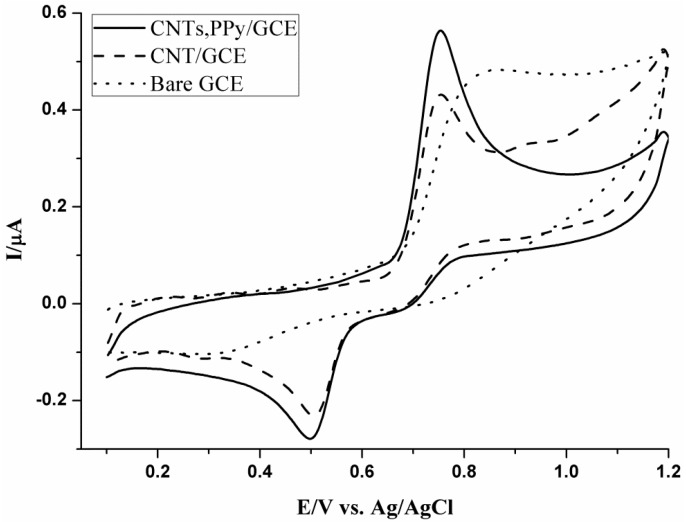 0.6
0.4
0.2
0.0
-0.2
I/μA
CNTs,PPy/GCE
CNT/GCE
Bare GCE
0.2 0.4 0.6 0.8 1.0 1.2
E/V vs. Ag/AgCl